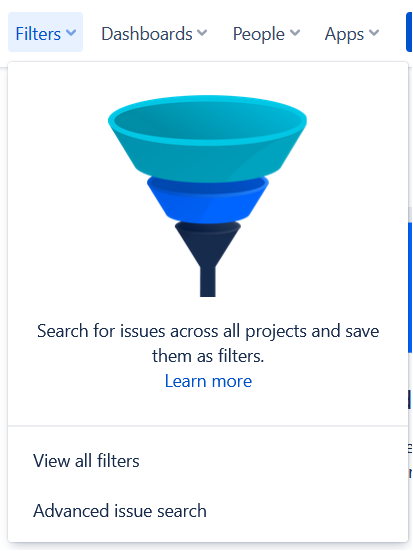 Filters Dashboards People Apps
Search for issues across all projects and save
them as filters.
Learn more
View all filters
Advanced issue search